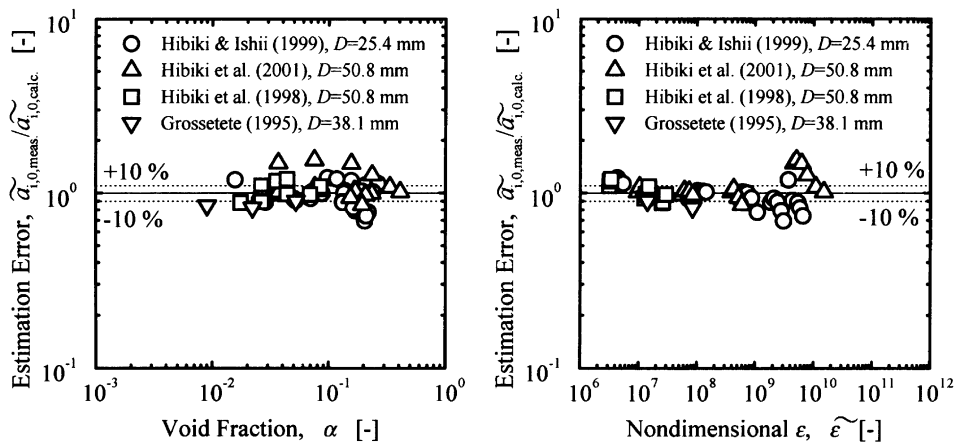 Estimation Error, ãi,0,meas./ãi,0,calc. [-]
10^1
10^0
10^-1
Hibiki & Ishii (1999), D=25.4 mm
Hibiki et al. (2001), D=50.8 mm
Hibiki et al. (1998), D=50.8 mm
Grossetete (1995), D=38.1 mm
+10 %
-10 %
10^-3 10^-2 10^-1 10^0
Void Fraction, α [-]
Estimation Error, ãi,0,meas./ãi,0,calc. [-]
10^1
10^0
10^-1
Hibiki & Ishii (1999), D=25.4 mm
Hibiki et al. (2001), D=50.8 mm
Hibiki et al. (1998), D=50.8 mm
Grossetete (1995), D=38.1 mm
+10 %
-10 %
10^6 10^7 10^8 10^9 10^10 10^11 10^12
Nondimensional ε, ε̃ [-]